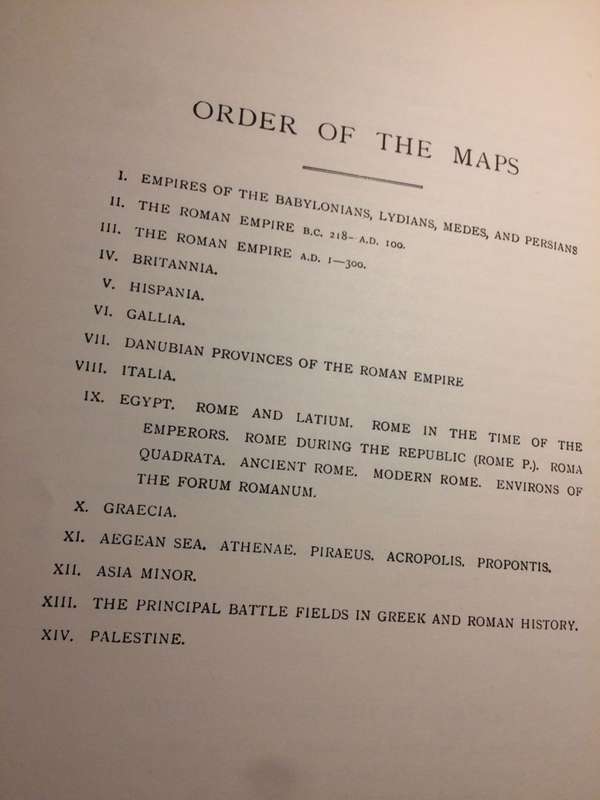 ORDER OF THE MAPS
I. EMPIRES OF THE BABYLONIANS, LYDIANS, MEDES, AND PERSIANS
II. THE ROMAN EMPIRE B.C. 218– A.D. 100.
III. THE ROMAN EMPIRE A.D. 1—300.
IV. BRITANNIA.
V. HISPANIA.
VI. GALLIA.
VII. DANUBIAN PROVINCES OF THE ROMAN EMPIRE
VIII. ITALIA.
IX. EGYPT. ROME AND LATIUM. ROME IN THE TIME OF THE
EMPERORS. ROME DURING THE REPUBLIC (ROME P.). ROMA
QUADRATA. ANCIENT ROME. MODERN ROME. ENVIRONS OF
THE FORUM ROMANUM.
X. GRAECIA.
XI. AEGEAN SEA. ATHENAE. PIRAEUS. ACROPOLIS. PROPONTIS.
XII. ASIA MINOR.
XIII. THE PRINCIPAL BATTLE FIELDS IN GREEK AND ROMAN HISTORY.
XIV. PALESTINE.